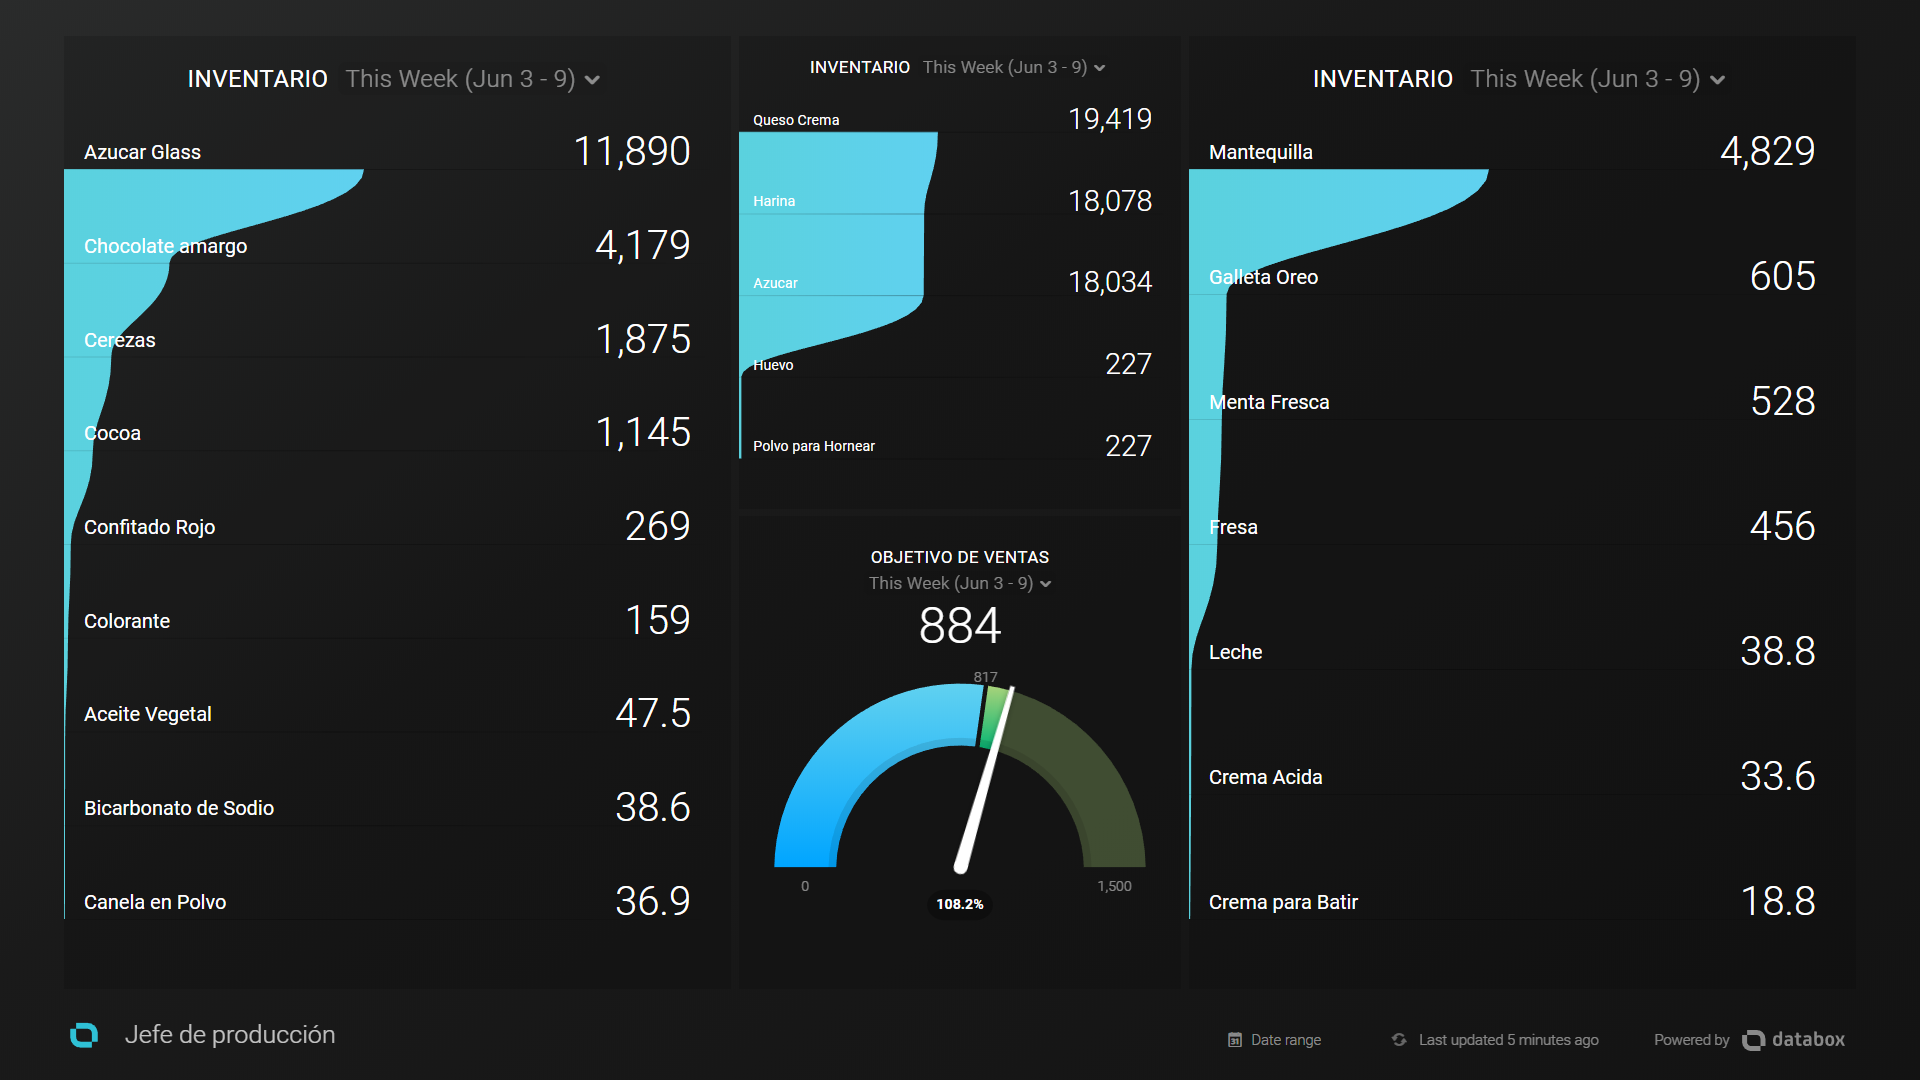 INVENTARIO This Week (Jun 3 - 9)
Azucar Glass 11,890
Chocolate amargo 4,179
Cerezas 1,875
Cocoa 1,145
Confitado Rojo 269
Colorante 159
Aceite Vegetal 47.5
Bicarbonato de Sodio 38.6
Canela en Polvo 36.9
INVENTARIO This Week (Jun 3 - 9)
Queso Crema 19,419
Harina 18,078
Azucar 18,034
Huevo 227
Polvo para Hornear 227
OBJETIVO DE VENTAS
This Week (Jun 3 - 9)
884
817
0 1,500
108.2%
INVENTARIO This Week (Jun 3 - 9)
Mantequilla 4,829
Galleta Oreo 605
Menta Fresca 528
Fresa 456
Leche 38.8
Crema Acida 33.6
Crema para Batir 18.8
Jefe de producción
31 Date range Last updated 5 minutes ago Powered by databox